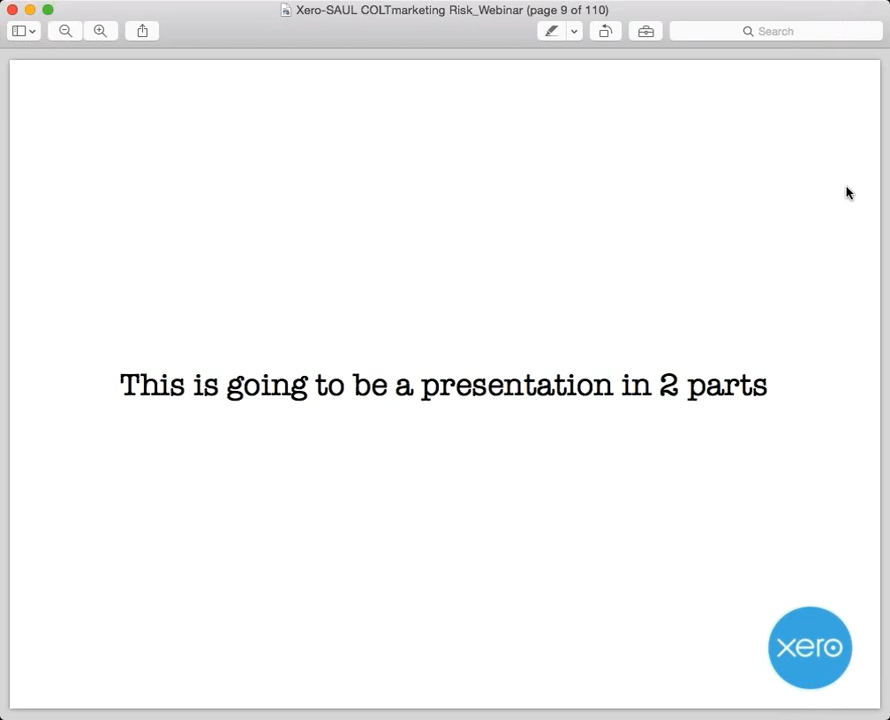 Xero-SAUL COLTmarketing Risk_Webinar (page 9 of 110)
Search
This is going to be a presentation in 2 parts
xero